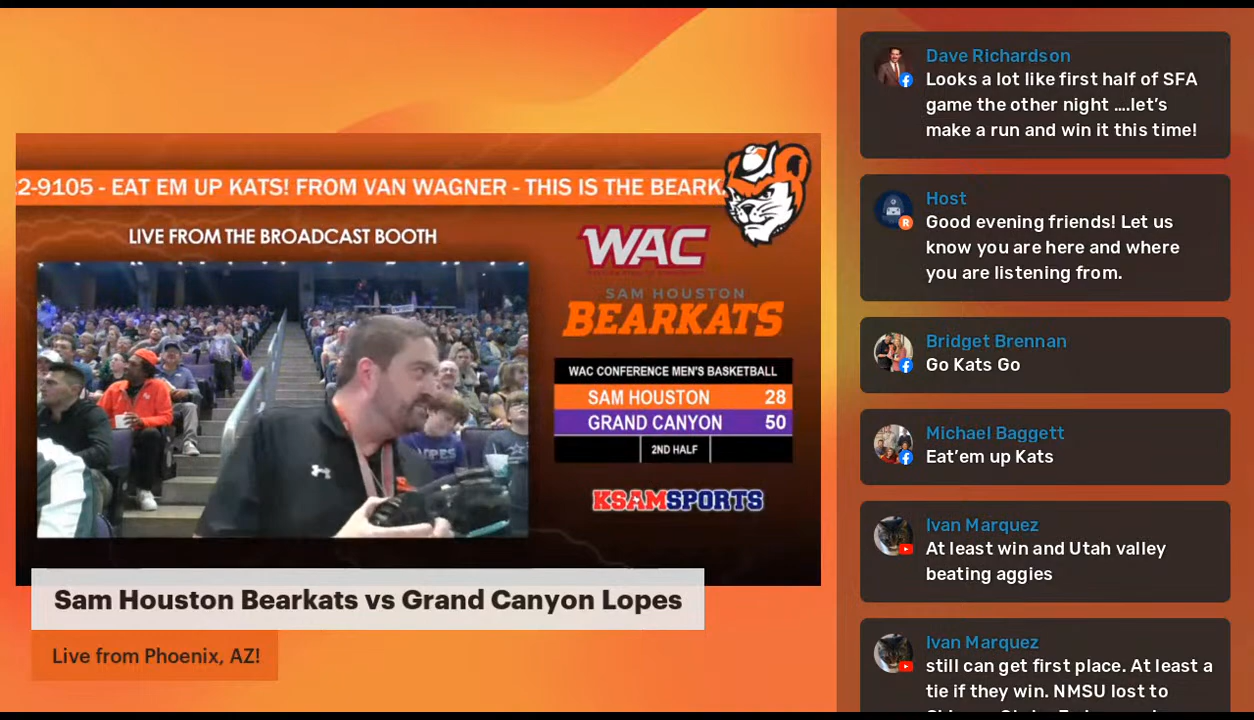 2-9105 - EAT EM UP KATS! FROM VAN WAGNER - THIS IS THE BEARK
LIVE FROM THE BROADCAST BOOTH
WAC
SAM HOUSTON
BEARKATS
WAC CONFERENCE MEN'S BASKETBALL
SAM HOUSTON 28
GRAND CANYON 50
2ND HALF
KSAMSPORTS
LOPES
Sam Houston Bearkats vs Grand Canyon Lopes
Live from Phoenix, AZ!
Dave Richardson
Looks a lot like first half of SFA
game the other night ....let's
make a run and win it this time!
Host
Good evening friends! Let us
know you are here and where
you are listening from.
Bridget Brennan
Go Kats Go
Michael Baggett
Eat'em up Kats
Ivan Marquez
At least win and Utah valley
beating aggies
Ivan Marquez
still can get first place. At least a
tie if they win. NMSU lost to